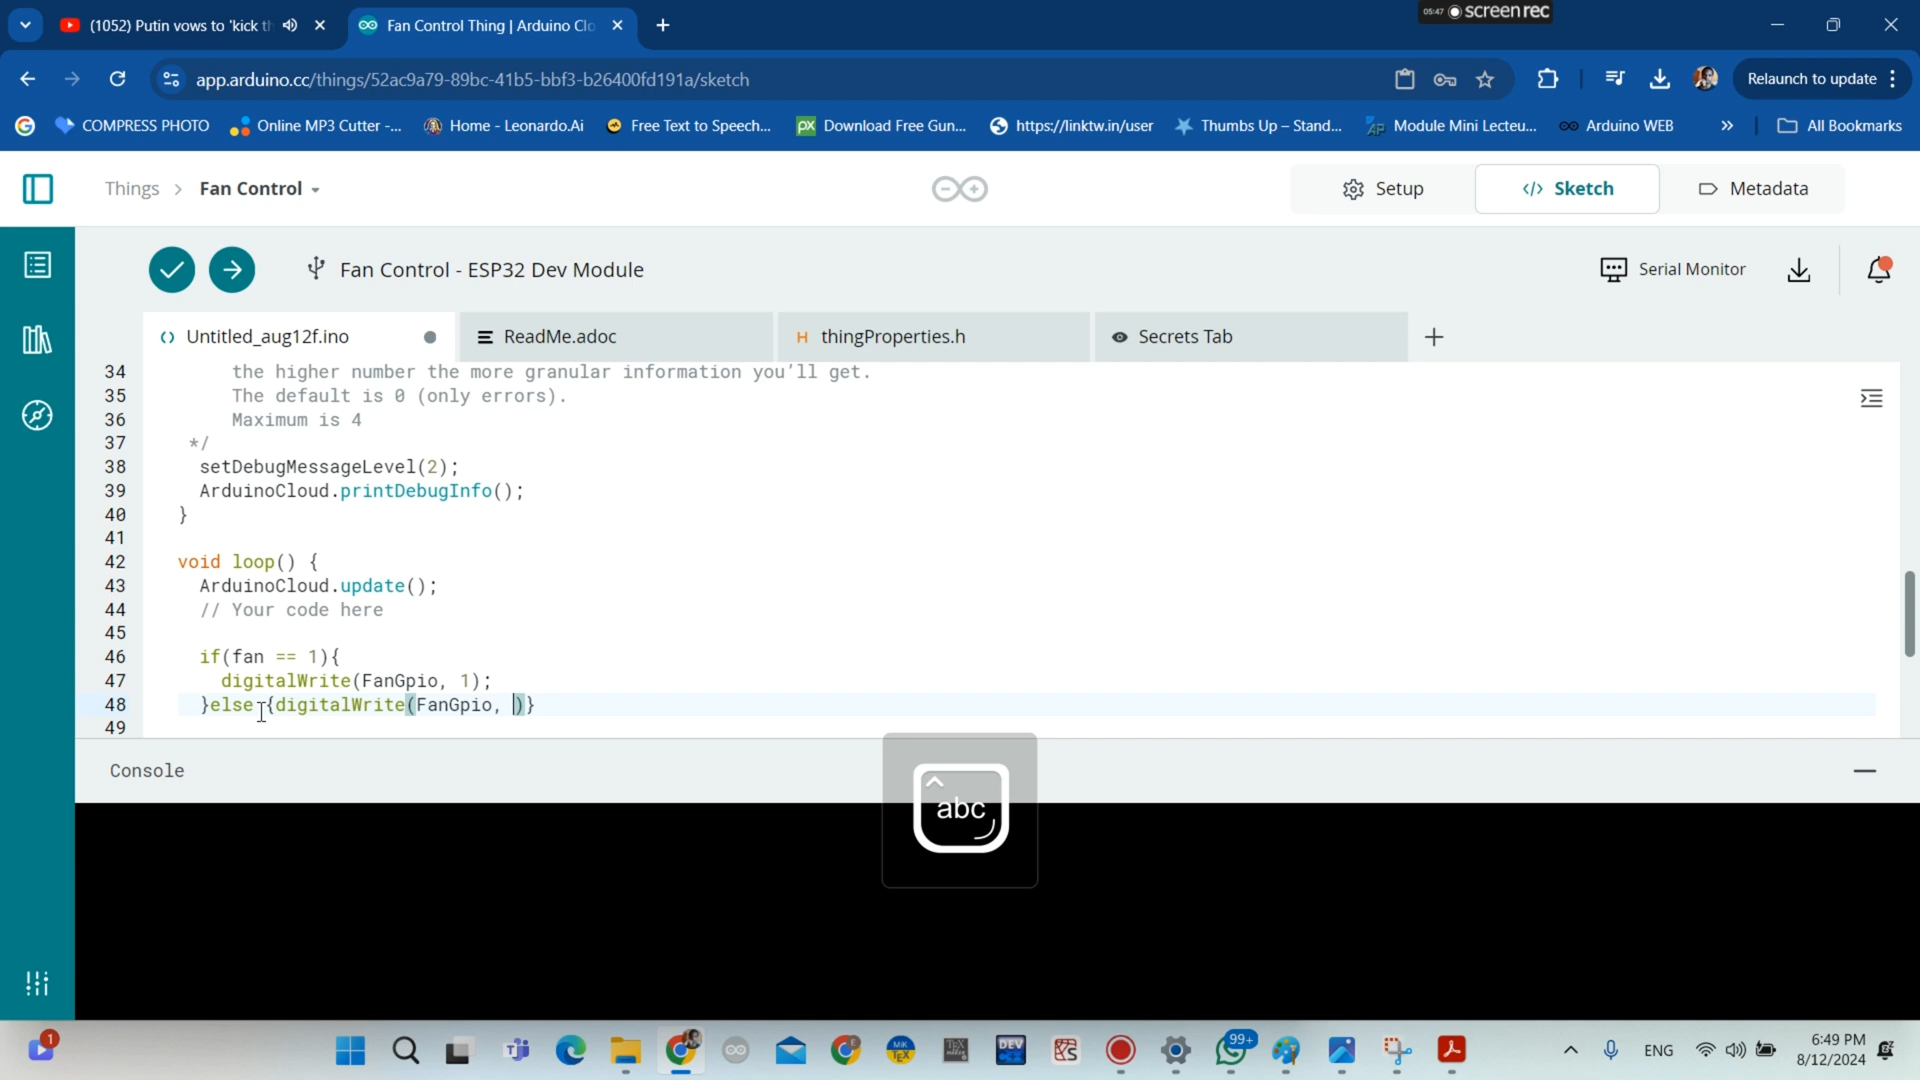 05:47 screenrec
(1052) Putin vows to 'kick th
Fan Control Thing | Arduino Clo
app.arduino.cc/things/52ac9a79-89bc-41b5-bbf3-b26400fd191a/sketch
Relaunch to update
COMPRESS PHOTO
Online MP3 Cutter -...
Home - Leonardo.Ai
Free Text to Speech...
px Download Free Gun...
https://linktw.in/user
Thumbs Up – Stand...
Module Mini Lecteu...
Arduino WEB
»
All Bookmarks
Things > Fan Control
Setup
</> Sketch
Metadata
Fan Control - ESP32 Dev Module
Serial Monitor
Untitled_aug12f.ino
ReadMe.adoc
H thingProperties.h
Secrets Tab
34 the higher number the more granular information you’ll get.
35 The default is 0 (only errors).
36 Maximum is 4
37 */
38 setDebugMessageLevel(2);
39 ArduinoCloud.printDebugInfo();
40 }
41
42 void loop() {
43 ArduinoCloud.update();
44 // Your code here
45
46 if(fan == 1){
47 digitalWrite(FanGpio, 1);
48 }else {digitalWrite(FanGpio, )}
49
Console
abc
1
DEV
99+
ENG
6:49 PM
8/12/2024